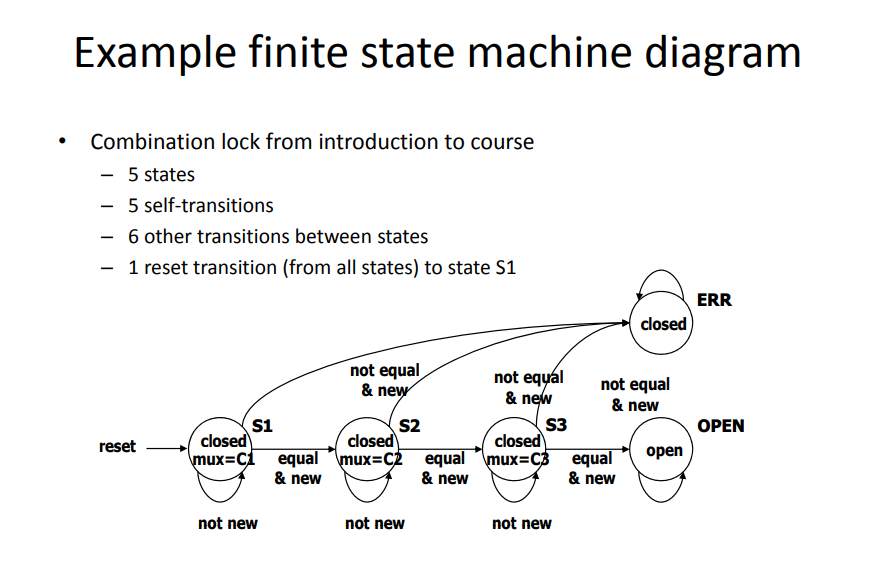 Example finite state machine diagram
• Combination lock from introduction to course
– 5 states
– 5 self-transitions
– 6 other transitions between states
– 1 reset transition (from all states) to state S1
ERR
closed
not equal
& new
not equal
& new
not equal
& new
reset
S1
closed
mux=C1
equal
& new
not new
S2
closed
mux=C2
equal
& new
not new
S3
closed
mux=C3
equal
& new
not new
OPEN
open